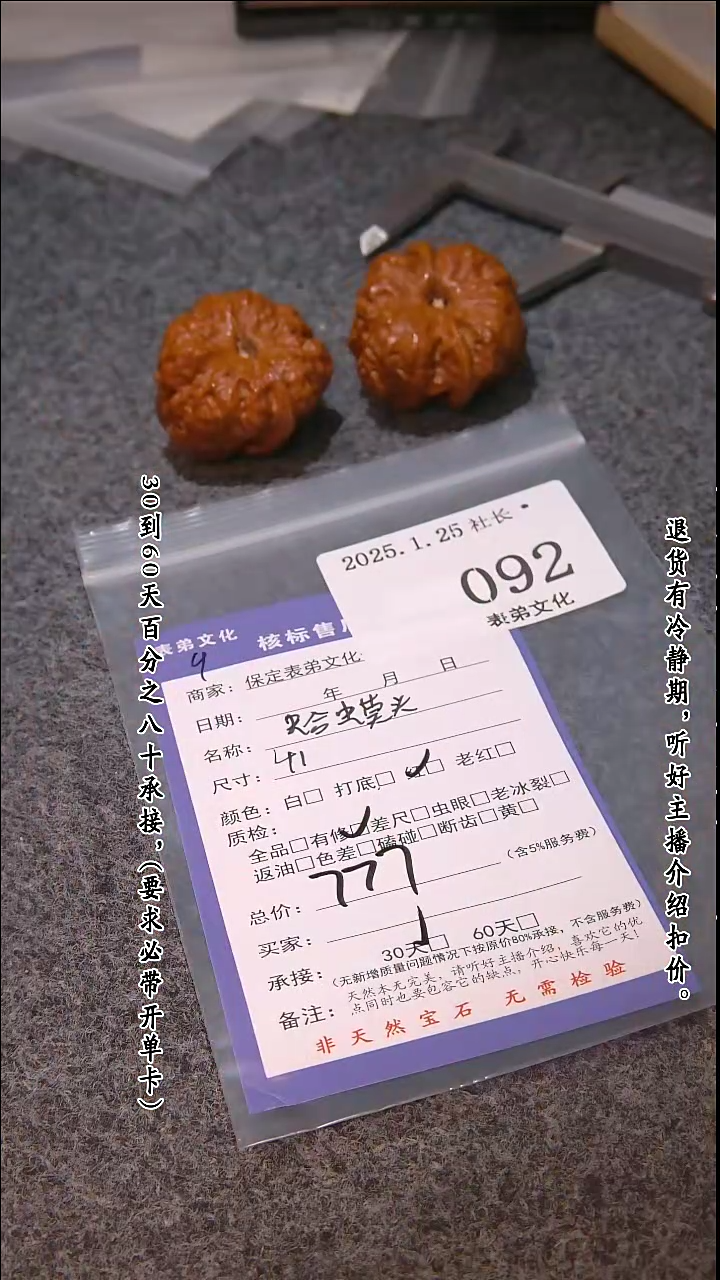 30到60天百分之八十承接，（要求必带开单卡）
退货有冷静期，听好主播介绍扣价。
2025.1.25 社长
092
表弟文化
表弟文化 核标售
9
商家：保定表弟文化
日期： 年 月 日
名称：蛤虫莫头
尺寸：41
颜色：白□ 打底□ 红□ 老红□
质检：全品□有修□差尺□虫眼□老冰裂□
返油□色差□磕碰□断齿□黄□
总价：777 （含5%服务费）
买家：
承接：30天□ 60天□
（无新增质量问题情况下按原价80%承接，不含服务费）
备注：天然本无完美，请听好主播介绍，喜欢它的优
点同时也要包容它的缺点，开心快乐每一天！
非天然宝石 无需检验